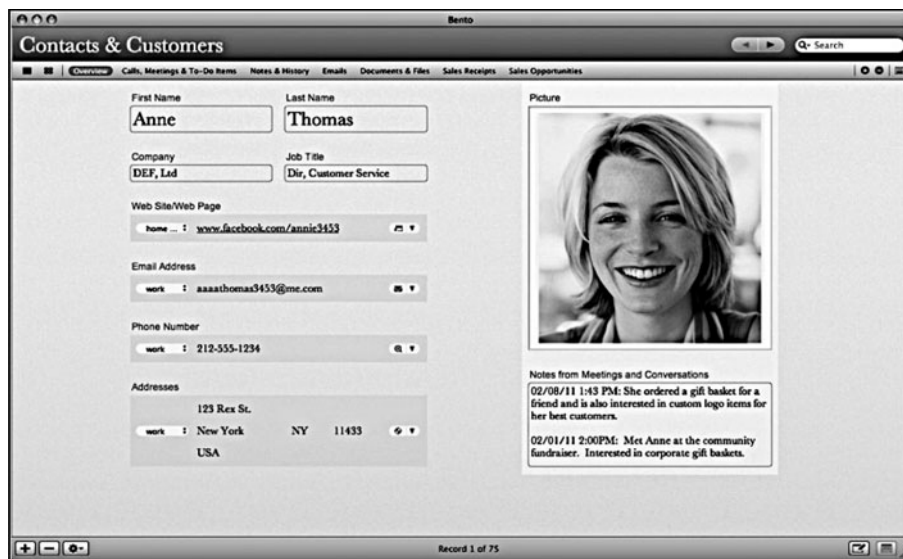 Bento
Contacts & Customers
Search
Overview Calls, Meetings & To-Do Items Notes & History Emails Documents & Files Sales Receipts Sales Opportunities
First Name Last Name
Anne Thomas
Company Job Title
DEF, Ltd Dir, Customer Service
Web Site/Web Page
home ... www.facebook.com/annie3453
Email Address
work aaaathomas3453@me.com
Phone Number
work 212-555-1234
Addresses
123 Rex St.
work New York NY 11433
USA
Picture
Notes from Meetings and Conversations
02/08/11 1:43 PM: She ordered a gift basket for a
friend and is also interested in custom logo items for
her best customers.
02/01/11 2:00PM: Met Anne at the community
fundraiser. Interested in corporate gift baskets.
Record 1 of 75